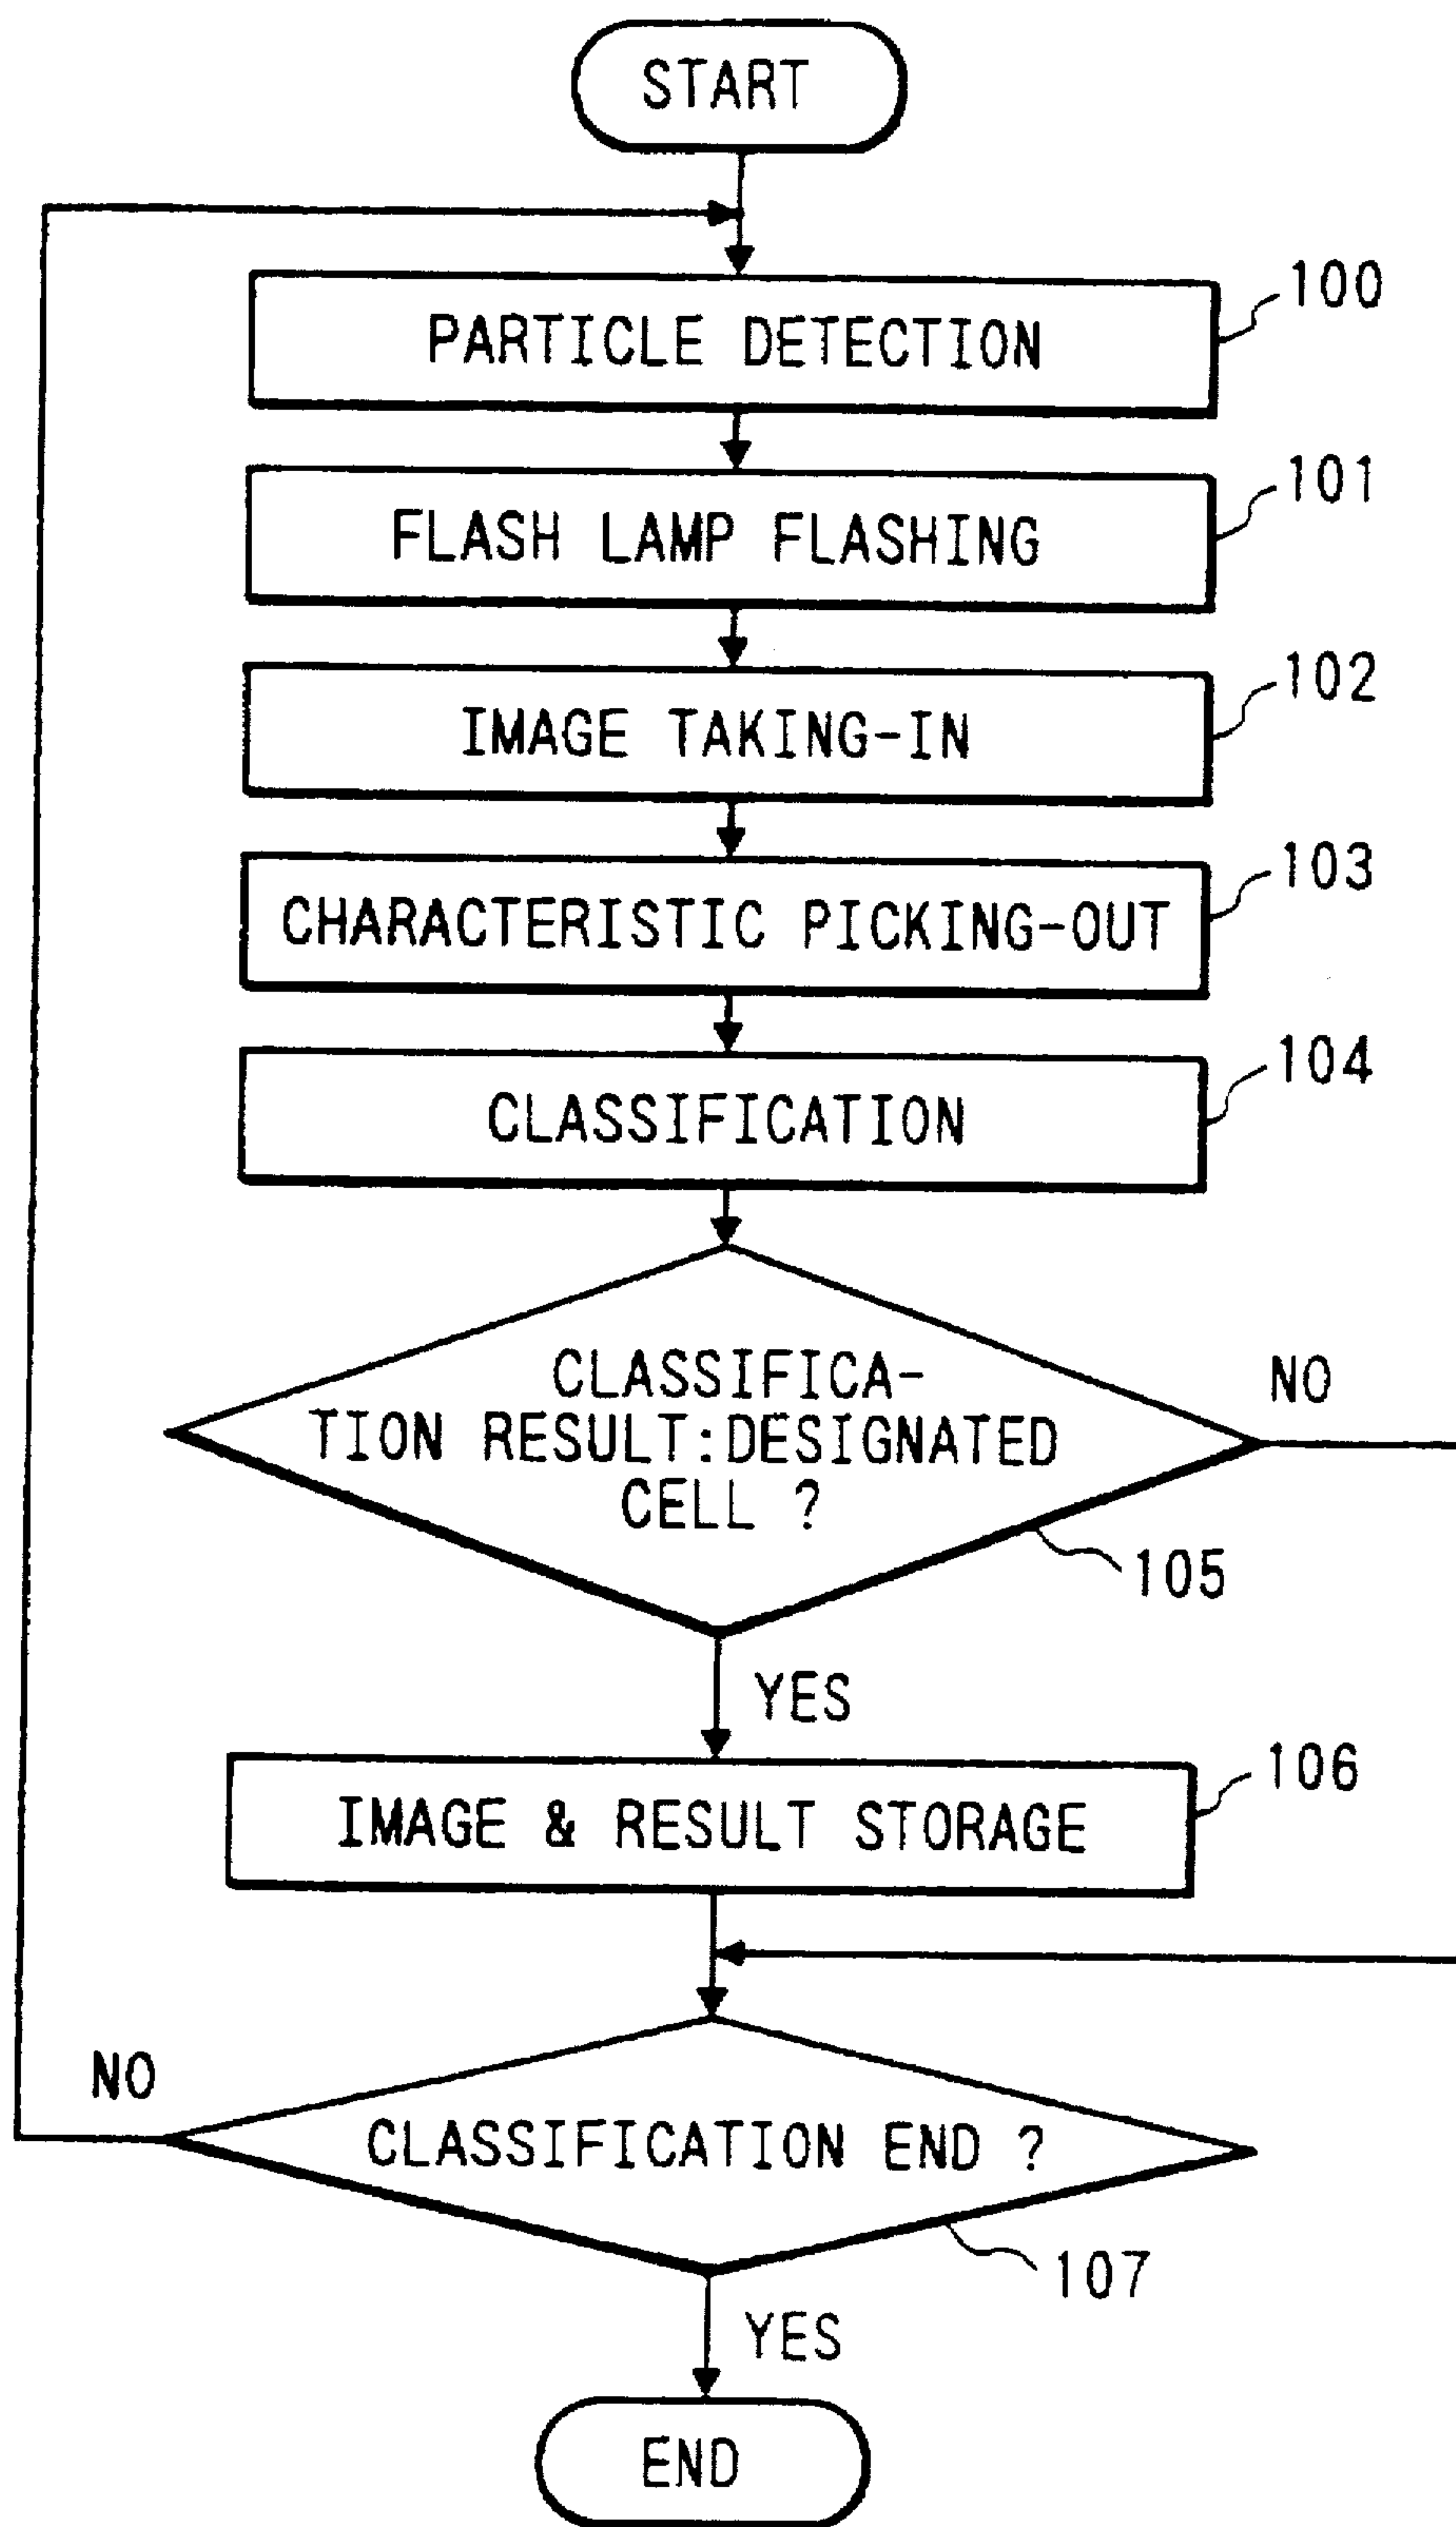 START
PARTICLE DETECTION
100
FLASH LAMP FLASHING
101
IMAGE TAKING-IN
102
CHARACTERISTIC PICKING-OUT
103
CLASSIFICATION
104
CLASSIFICA-
TION RESULT:DESIGNATED
CELL ?
NO
105
YES
IMAGE & RESULT STORAGE
106
NO
CLASSIFICATION END ?
107
YES
END